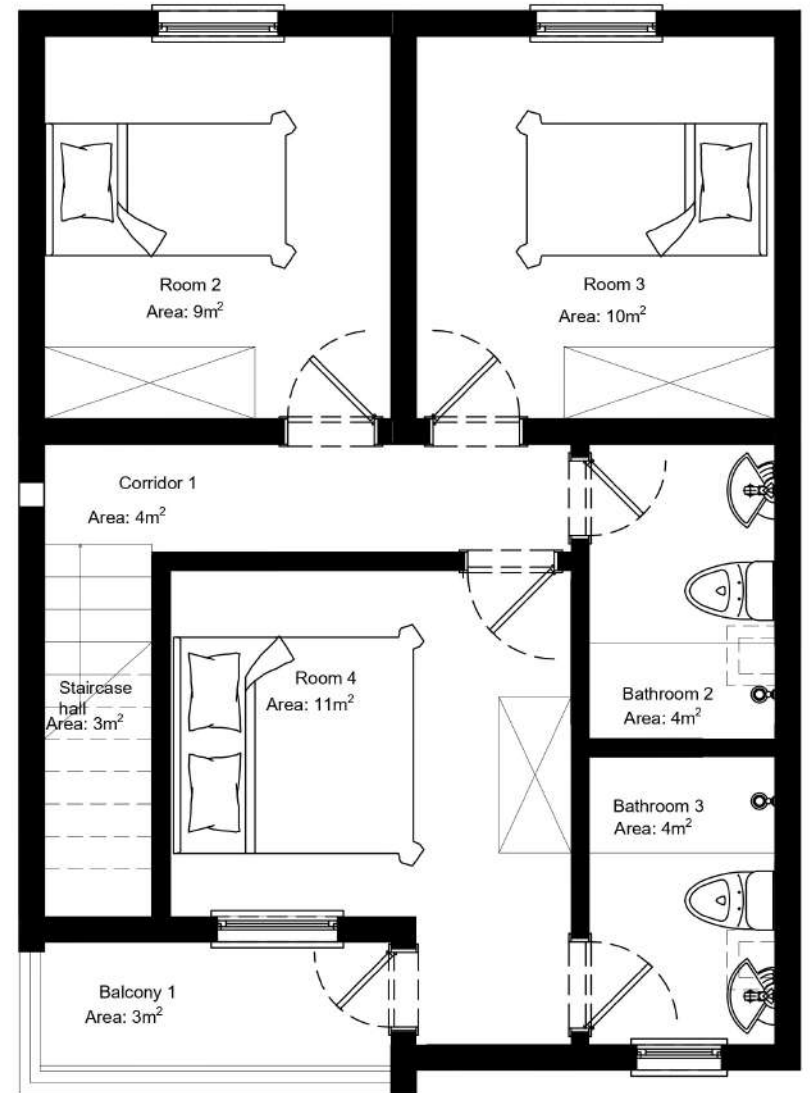 Room 2
Area: 9m²
Room 3
Area: 10m²
Corridor 1
Area: 4m²
Staircase
hall
Area: 3m²
Room 4
Area: 11m²
Bathroom 2
Area: 4m²
Bathroom 3
Area: 4m²
Balcony 1
Area: 3m²